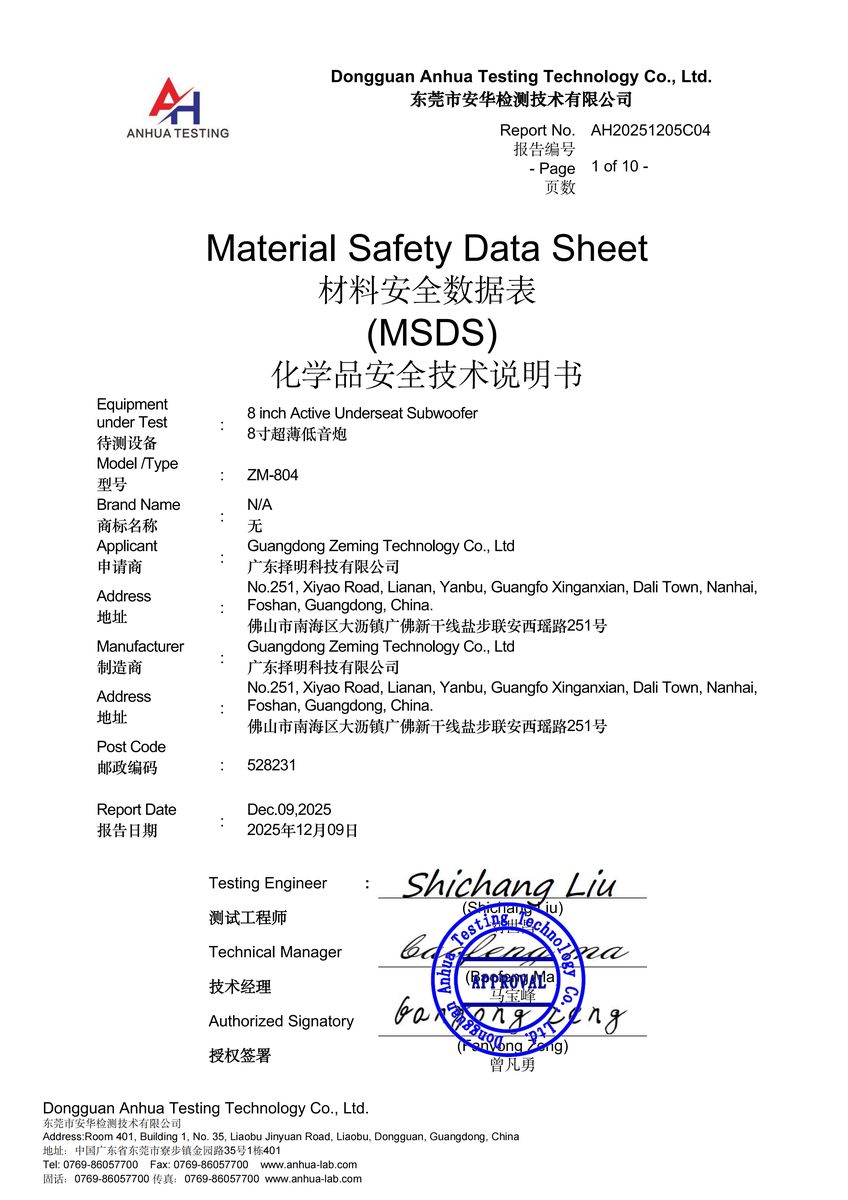 AH
ANHUA TESTING
Dongguan Anhua Testing Technology Co., Ltd.
东莞市安华检测技术有限公司
Report No. AH20251205C04
报告编号
- Page 1 of 10 -
页数
Material Safety Data Sheet
材料安全数据表
(MSDS)
化学品安全技术说明书
Equipment under Test : 8 inch Active Underseat Subwoofer
待测设备 8寸超薄低音炮
Model /Type : ZM-804
型号
Brand Name : N/A
商标名称 无
Applicant : Guangdong Zeming Technology Co., Ltd
申请商 广东择明科技有限公司
Address : No.251, Xiyao Road, Lianan, Yanbu, Guangfo Xinganxian, Dali Town, Nanhai,
Foshan, Guangdong, China.
地址 佛山市南海区大沥镇广佛新干线盐步联安西瑶路251号
Manufacturer : Guangdong Zeming Technology Co., Ltd
制造商 广东择明科技有限公司
Address : No.251, Xiyao Road, Lianan, Yanbu, Guangfo Xinganxian, Dali Town, Nanhai,
Foshan, Guangdong, China.
地址 佛山市南海区大沥镇广佛新干线盐步联安西瑶路251号
Post Code
邮政编码 : 528231
Report Date : Dec.09,2025
报告日期 2025年12月09日
Testing Engineer : Shichang Liu
(Shichang Liu)
测试工程师
Technical Manager baofeng ma
(Baofeng Ma
技术经理 马宝峰
Authorized Signatory fanyong zeng
(Fanyong Zeng)
授权签署 曾凡勇
Dongguan Anhua Testing Technology Co., Ltd.
APPROVAL
Dongguan Anhua Testing Technology Co., Ltd.
东莞市安华检测技术有限公司
Address:Room 401, Building 1, No. 35, Liaobu Jinyuan Road, Liaobu, Dongguan, Guangdong, China
地址：中国广东省东莞市寮步镇金园路35号1栋401
Tel: 0769-86057700 Fax: 0769-86057700 www.anhua-lab.com
固话：0769-86057700 传真：0769-86057700 www.anhua-lab.com